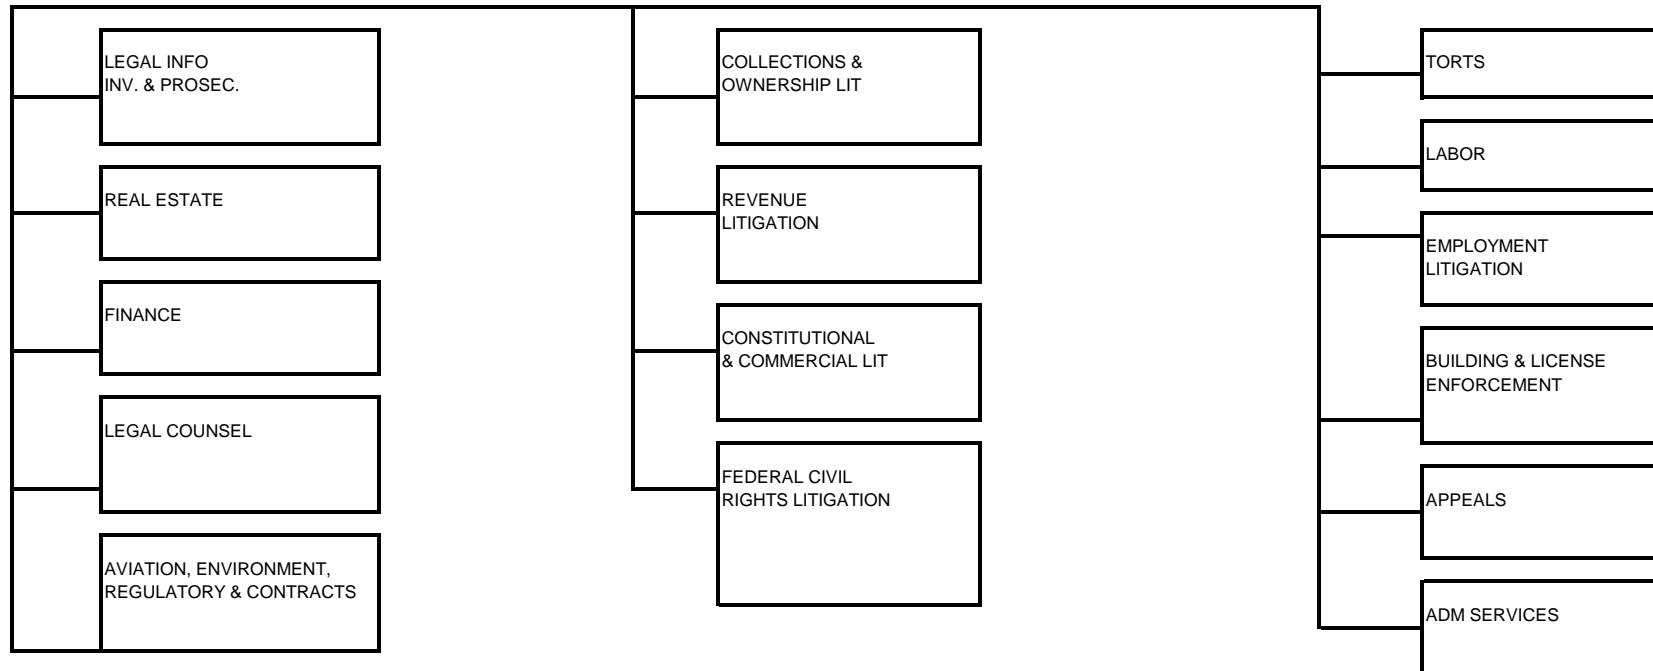 LEGAL INFO
INV. & PROSEC.
REAL ESTATE
FINANCE
LEGAL COUNSEL
AVIATION, ENVIRONMENT,
REGULATORY & CONTRACTS
COLLECTIONS &
OWNERSHIP LIT
REVENUE
LITIGATION
CONSTITUTIONAL
& COMMERCIAL LIT
FEDERAL CIVIL
RIGHTS LITIGATION
TORTS
LABOR
EMPLOYMENT
LITIGATION
BUILDING & LICENSE
ENFORCEMENT
APPEALS
ADM SERVICES